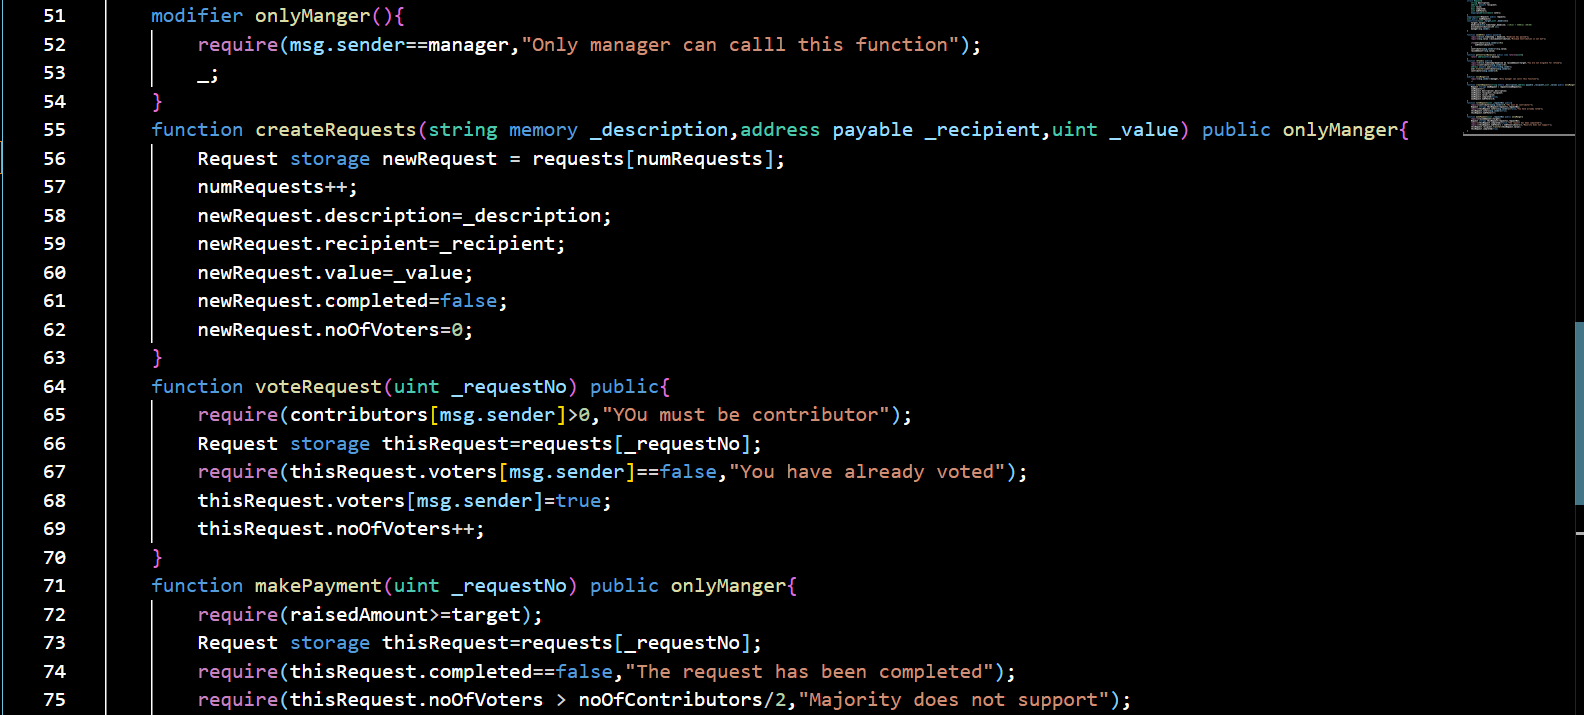 51 modifier onlyManger(){
52 require(msg.sender==manager,"Only manager can calll this function");
53 _;
54 }
55 function createRequests(string memory _description,address payable _recipient,uint _value) public onlyManger{
56 Request storage newRequest = requests[numRequests];
57 numRequests++;
58 newRequest.description=_description;
59 newRequest.recipient=_recipient;
60 newRequest.value=_value;
61 newRequest.completed=false;
62 newRequest.noOfVoters=0;
63 }
64 function voteRequest(uint _requestNo) public{
65 require(contributors[msg.sender]>0,"YOu must be contributor");
66 Request storage thisRequest=requests[_requestNo];
67 require(thisRequest.voters[msg.sender]==false,"You have already voted");
68 thisRequest.voters[msg.sender]=true;
69 thisRequest.noOfVoters++;
70 }
71 function makePayment(uint _requestNo) public onlyManger{
72 require(raisedAmount>=target);
73 Request storage thisRequest=requests[_requestNo];
74 require(thisRequest.completed==false,"The request has been completed");
75 require(thisRequest.noOfVoters > noOfContributors/2,"Majority does not support");